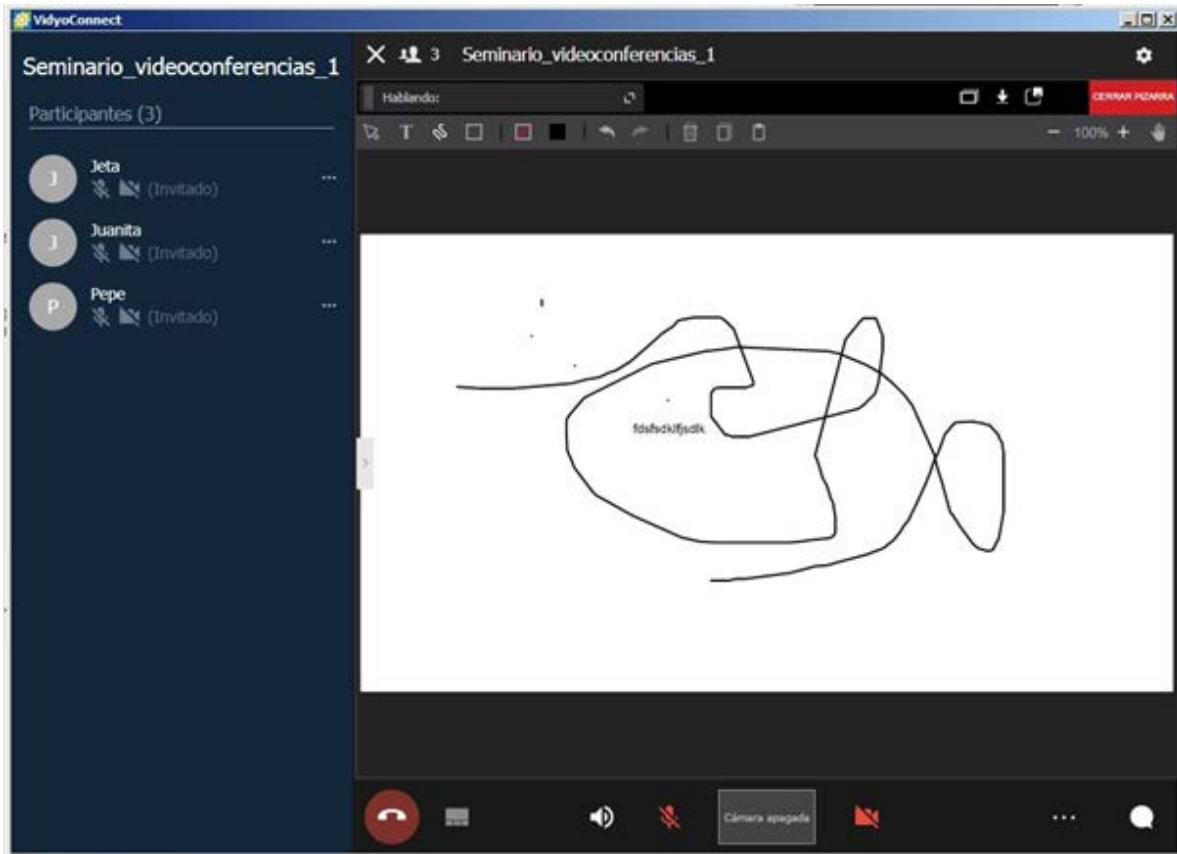 VidyoConnect
Seminario_videoconferencias_1
Participantes (3)
J
Jeta
(Invitado)
...
J
Juanita
(Invitado)
...
P
Pepe
(Invitado)
...
3 Seminario_videoconferencias_1
Hablando:
CERRAR PIZARRA
T
- 100% +
fdsfsdklfjsdlk
>
Cámara apagada
...